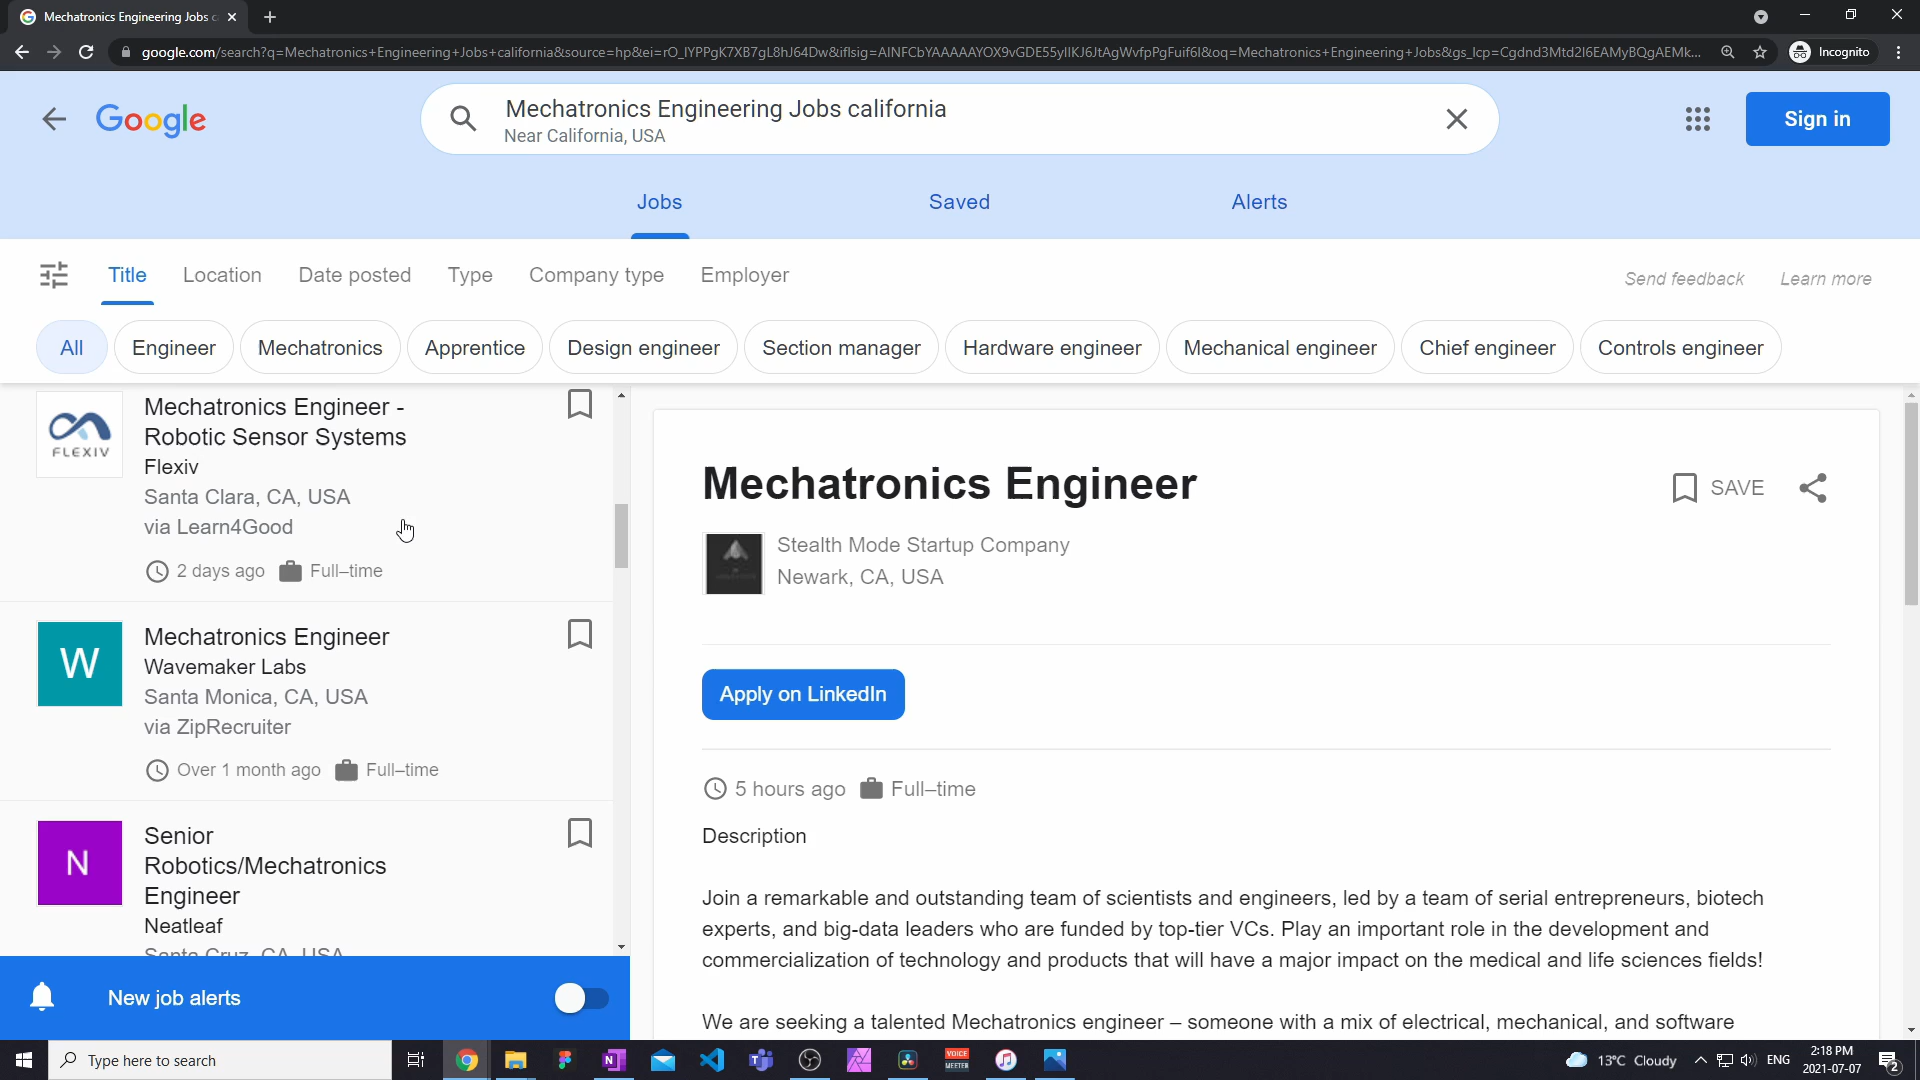 Mechatronics Engineering Jobs c
google.com/search?q=Mechatronics+Engineering+Jobs+california&source=hp&ei=rO_IYPPgK7XB7gL8hJ64Dw&iflsig=AINFCbYAAAAAYOX9vGDE55yIlKJ6JtAgWvfpPgFuif6I&oq=Mechatronics+Engineering+Jobs&gs_lcp=Cgdnd3Mtd2l6EAMyBQgAEMk...
Incognito
Google
Mechatronics Engineering Jobs california
Near California, USA
Sign in
Jobs
Saved
Alerts
Title
Location
Date posted
Type
Company type
Employer
Send feedback
Learn more
All
Engineer
Mechatronics
Apprentice
Design engineer
Section manager
Hardware engineer
Mechanical engineer
Chief engineer
Controls engineer
FLEXIV
Mechatronics Engineer -
Robotic Sensor Systems
Flexiv
Santa Clara, CA, USA
via Learn4Good
2 days ago
Full–time
W
Mechatronics Engineer
Wavemaker Labs
Santa Monica, CA, USA
via ZipRecruiter
Over 1 month ago
Full–time
N
Senior
Robotics/Mechatronics
Engineer
Neatleaf
Santa Cruz, CA, USA
New job alerts
Mechatronics Engineer
SAVE
Stealth Mode Startup Company
Newark, CA, USA
Apply on LinkedIn
5 hours ago
Full–time
Description
Join a remarkable and outstanding team of scientists and engineers, led by a team of serial entrepreneurs, biotech
experts, and big-data leaders who are funded by top-tier VCs. Play an important role in the development and
commercialization of technology and products that will have a major impact on the medical and life sciences fields!
We are seeking a talented Mechatronics engineer – someone with a mix of electrical, mechanical, and software
Type here to search
VOICE
MEETER
13°C Cloudy
ENG
2:18 PM
2021-07-07
2